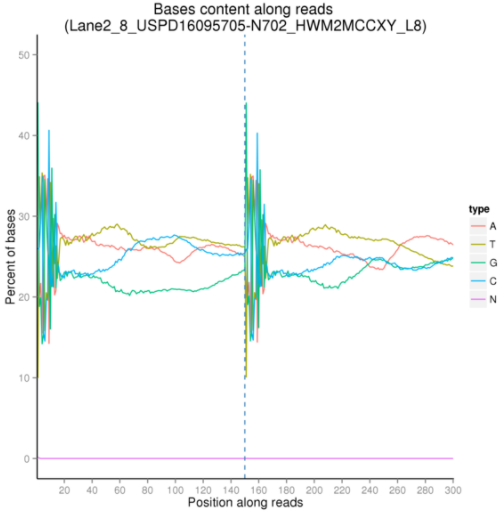 Bases content along reads
(Lane2_8_USPD16095705-N702_HWM2MCCXY_L8)
Percent of bases
50
40
30
20
10
0
20 40 60 80 100 120 140 160 180 200 220 240 260 280 300
Position along reads
type
A
T
G
C
N